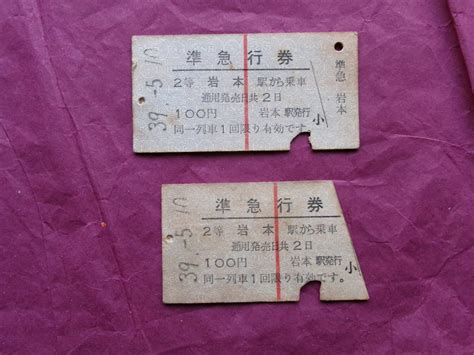 39.-5.10
準急行券
2等 岩本 駅から乗車
通用発売日共2日
100円 岩本 駅発行
同一列車1回限り有効です。
小
準急 岩本
39.-5.10
準急行券
2等 岩本 駅から乗車
通用発売日共2日
100円 岩本 駅発行
同一列車1回限り有効です。
小